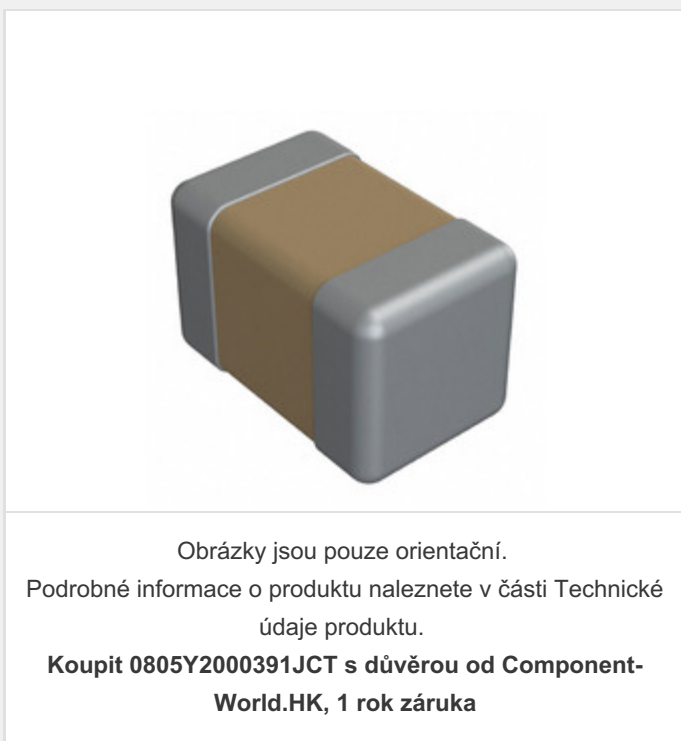 Obrázky jsou pouze orientační.
Podrobné informace o produktu naleznete v části Technické
údaje produktu.
Koupit 0805Y2000391JCT s důvěrou od Component-
World.HK, 1 rok záruka